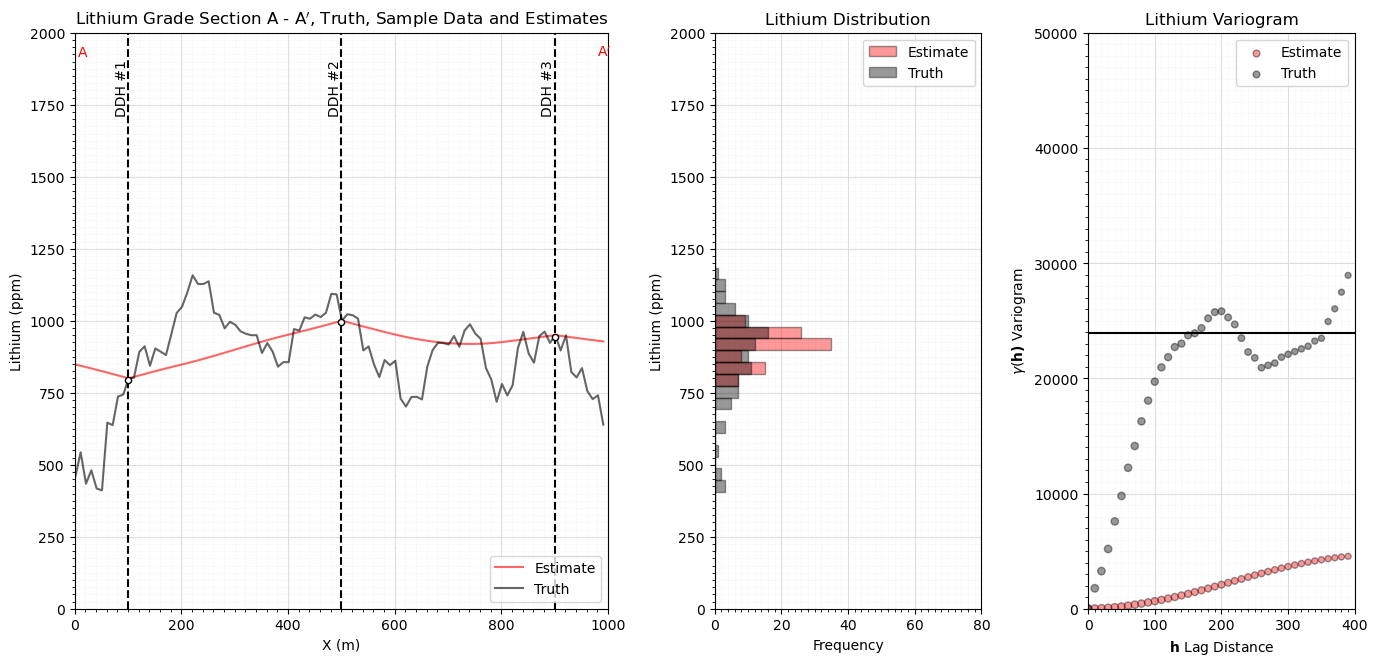 Lithium Grade Section A - A′, Truth, Sample Data and Estimates
A
A
DDH #1
DDH #2
DDH #3
2000
1750
1500
1250
1000
750
500
250
0
Lithium (ppm)
0
200
400
600
800
1000
X (m)
Estimate
Truth
Lithium Distribution
Estimate
Truth
2000
1750
1500
1250
1000
750
500
250
0
Lithium (ppm)
0
20
40
60
80
Frequency
Lithium Variogram
Estimate
Truth
50000
40000
30000
20000
10000
0
γ(h) Variogram
0
100
200
300
400
h Lag Distance